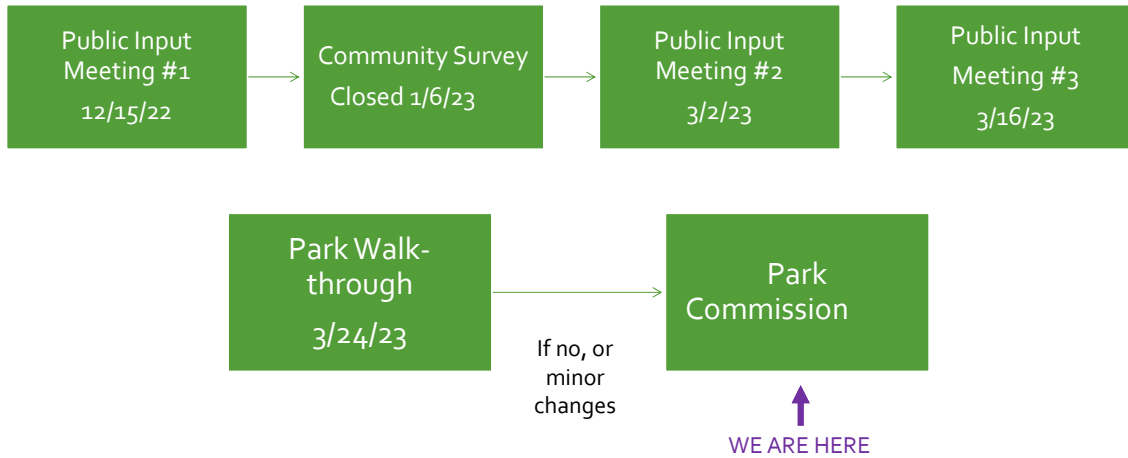 Public Input
Meeting #1
12/15/22
Community Survey
Closed 1/6/23
Public Input
Meeting #2
3/2/23
Public Input
Meeting #3
3/16/23
Park Walk-
through
3/24/23
If no, or
minor
changes
Park
Commission
WE ARE HERE